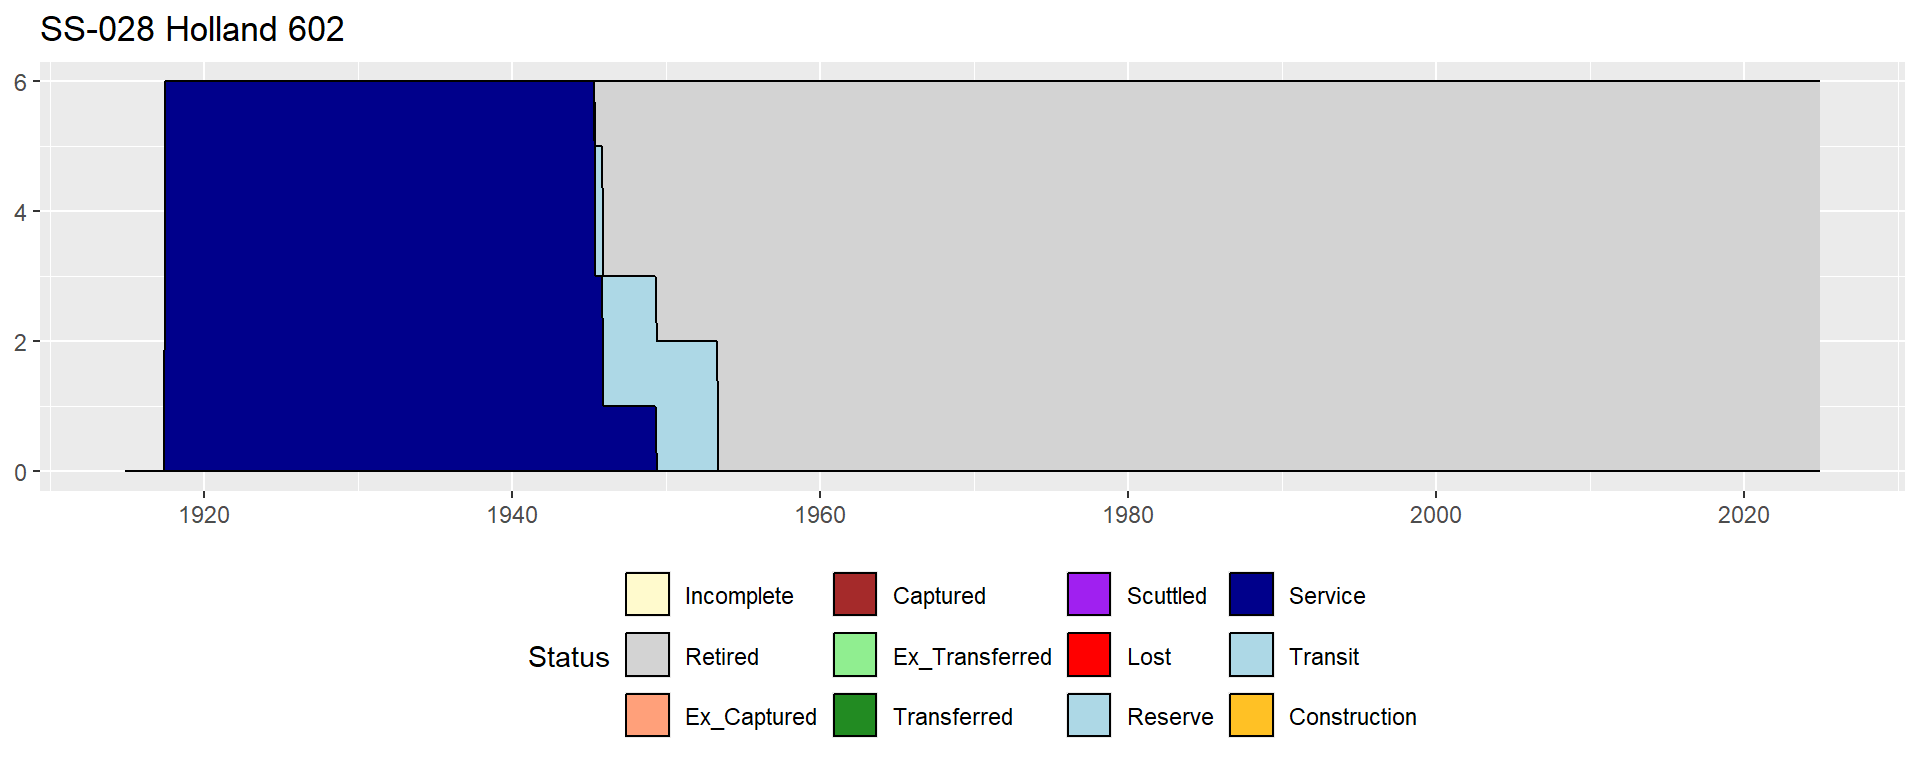 SS-028 Holland 602
6
4
2
0
1920 1940 1960 1980 2000 2020
Incomplete Captured Scuttled Service
Status Retired Ex_Transferred Lost Transit
Ex_Captured Transferred Reserve Construction